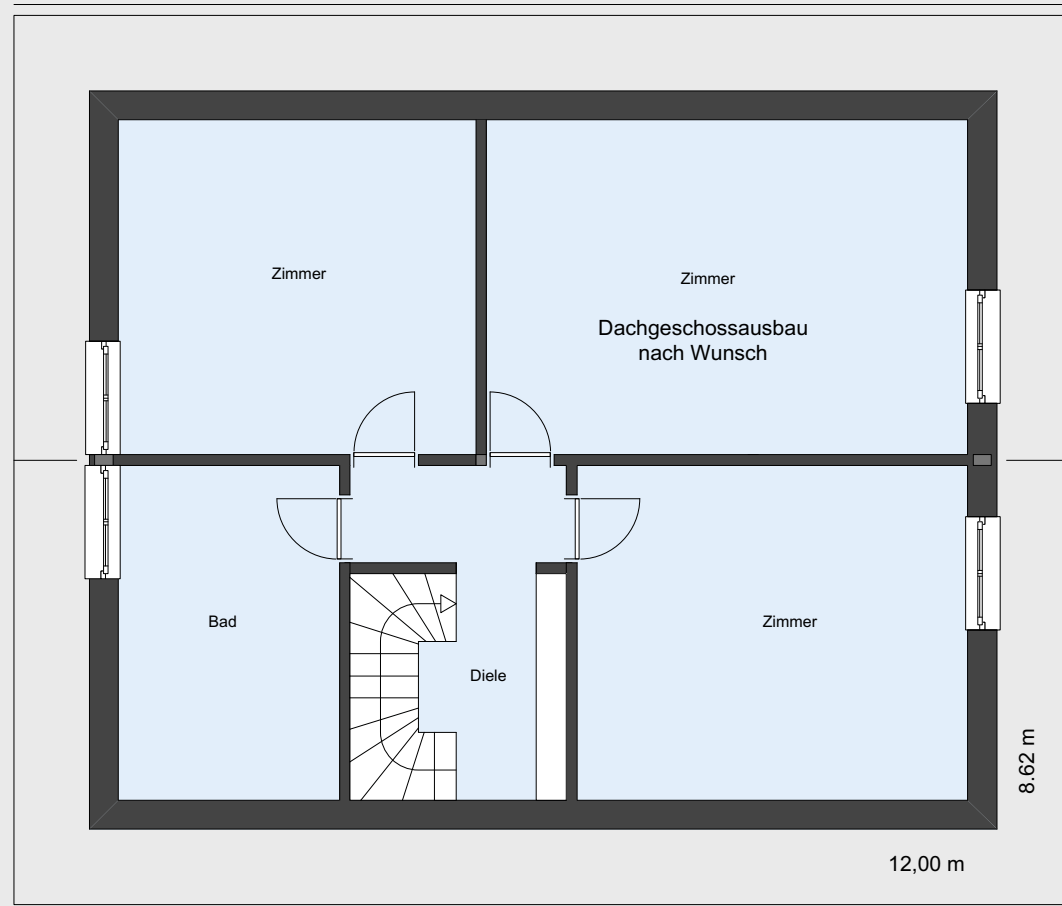 Zimmer
Zimmer
Dachgeschossausbau
nach Wunsch
Bad
Zimmer
Diele
8.62 m
12,00 m